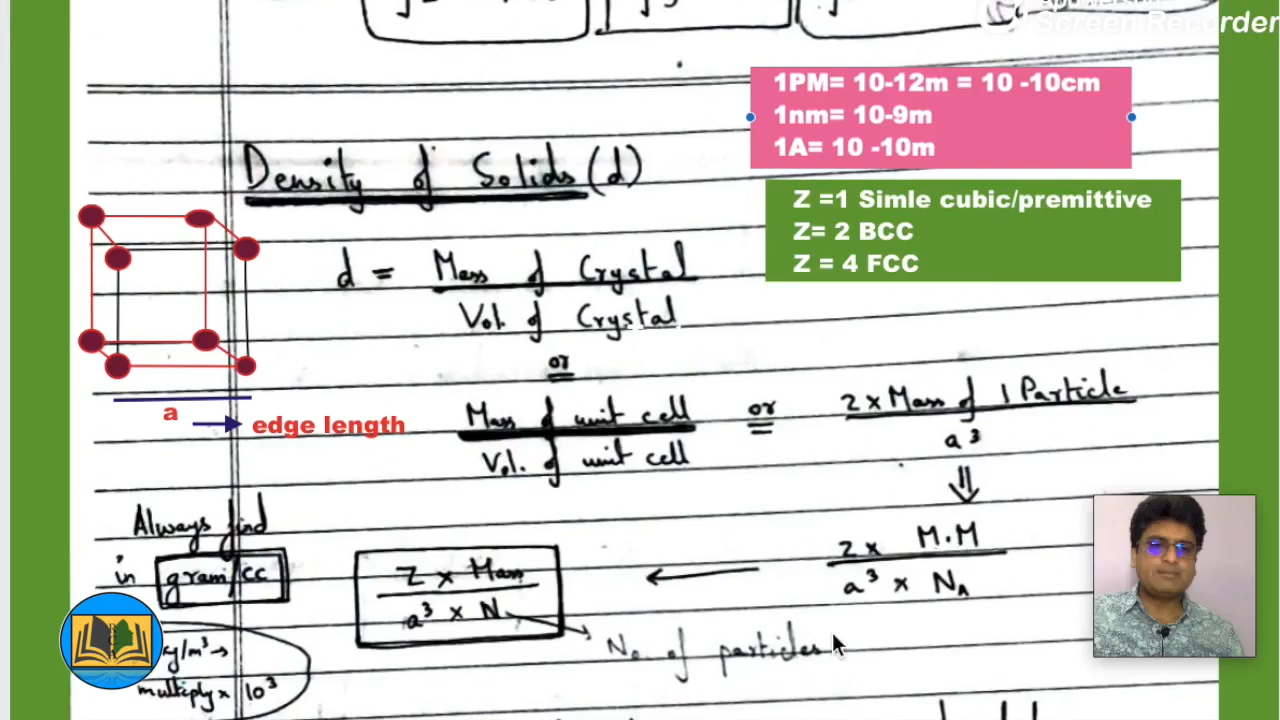 Screen Recorder
1PM= 10-12m = 10 -10cm
1nm= 10-9m
1A= 10 -10m
Density of Solids (d)
Z =1 Simle cubic/premittive
Z= 2 BCC
Z = 4 FCC
d = Mass of Crystal
Vol. of Crystal
or
Mass of unit cell or Z x Mass of 1 Particle
Vol. of unit cell a³
a
edge length
⇓
Always find
in gram/cc
Z x M.M
a³ x NA
←
Z x Mass
a³ x N
No. of particles
/m³→
multiply x 10³